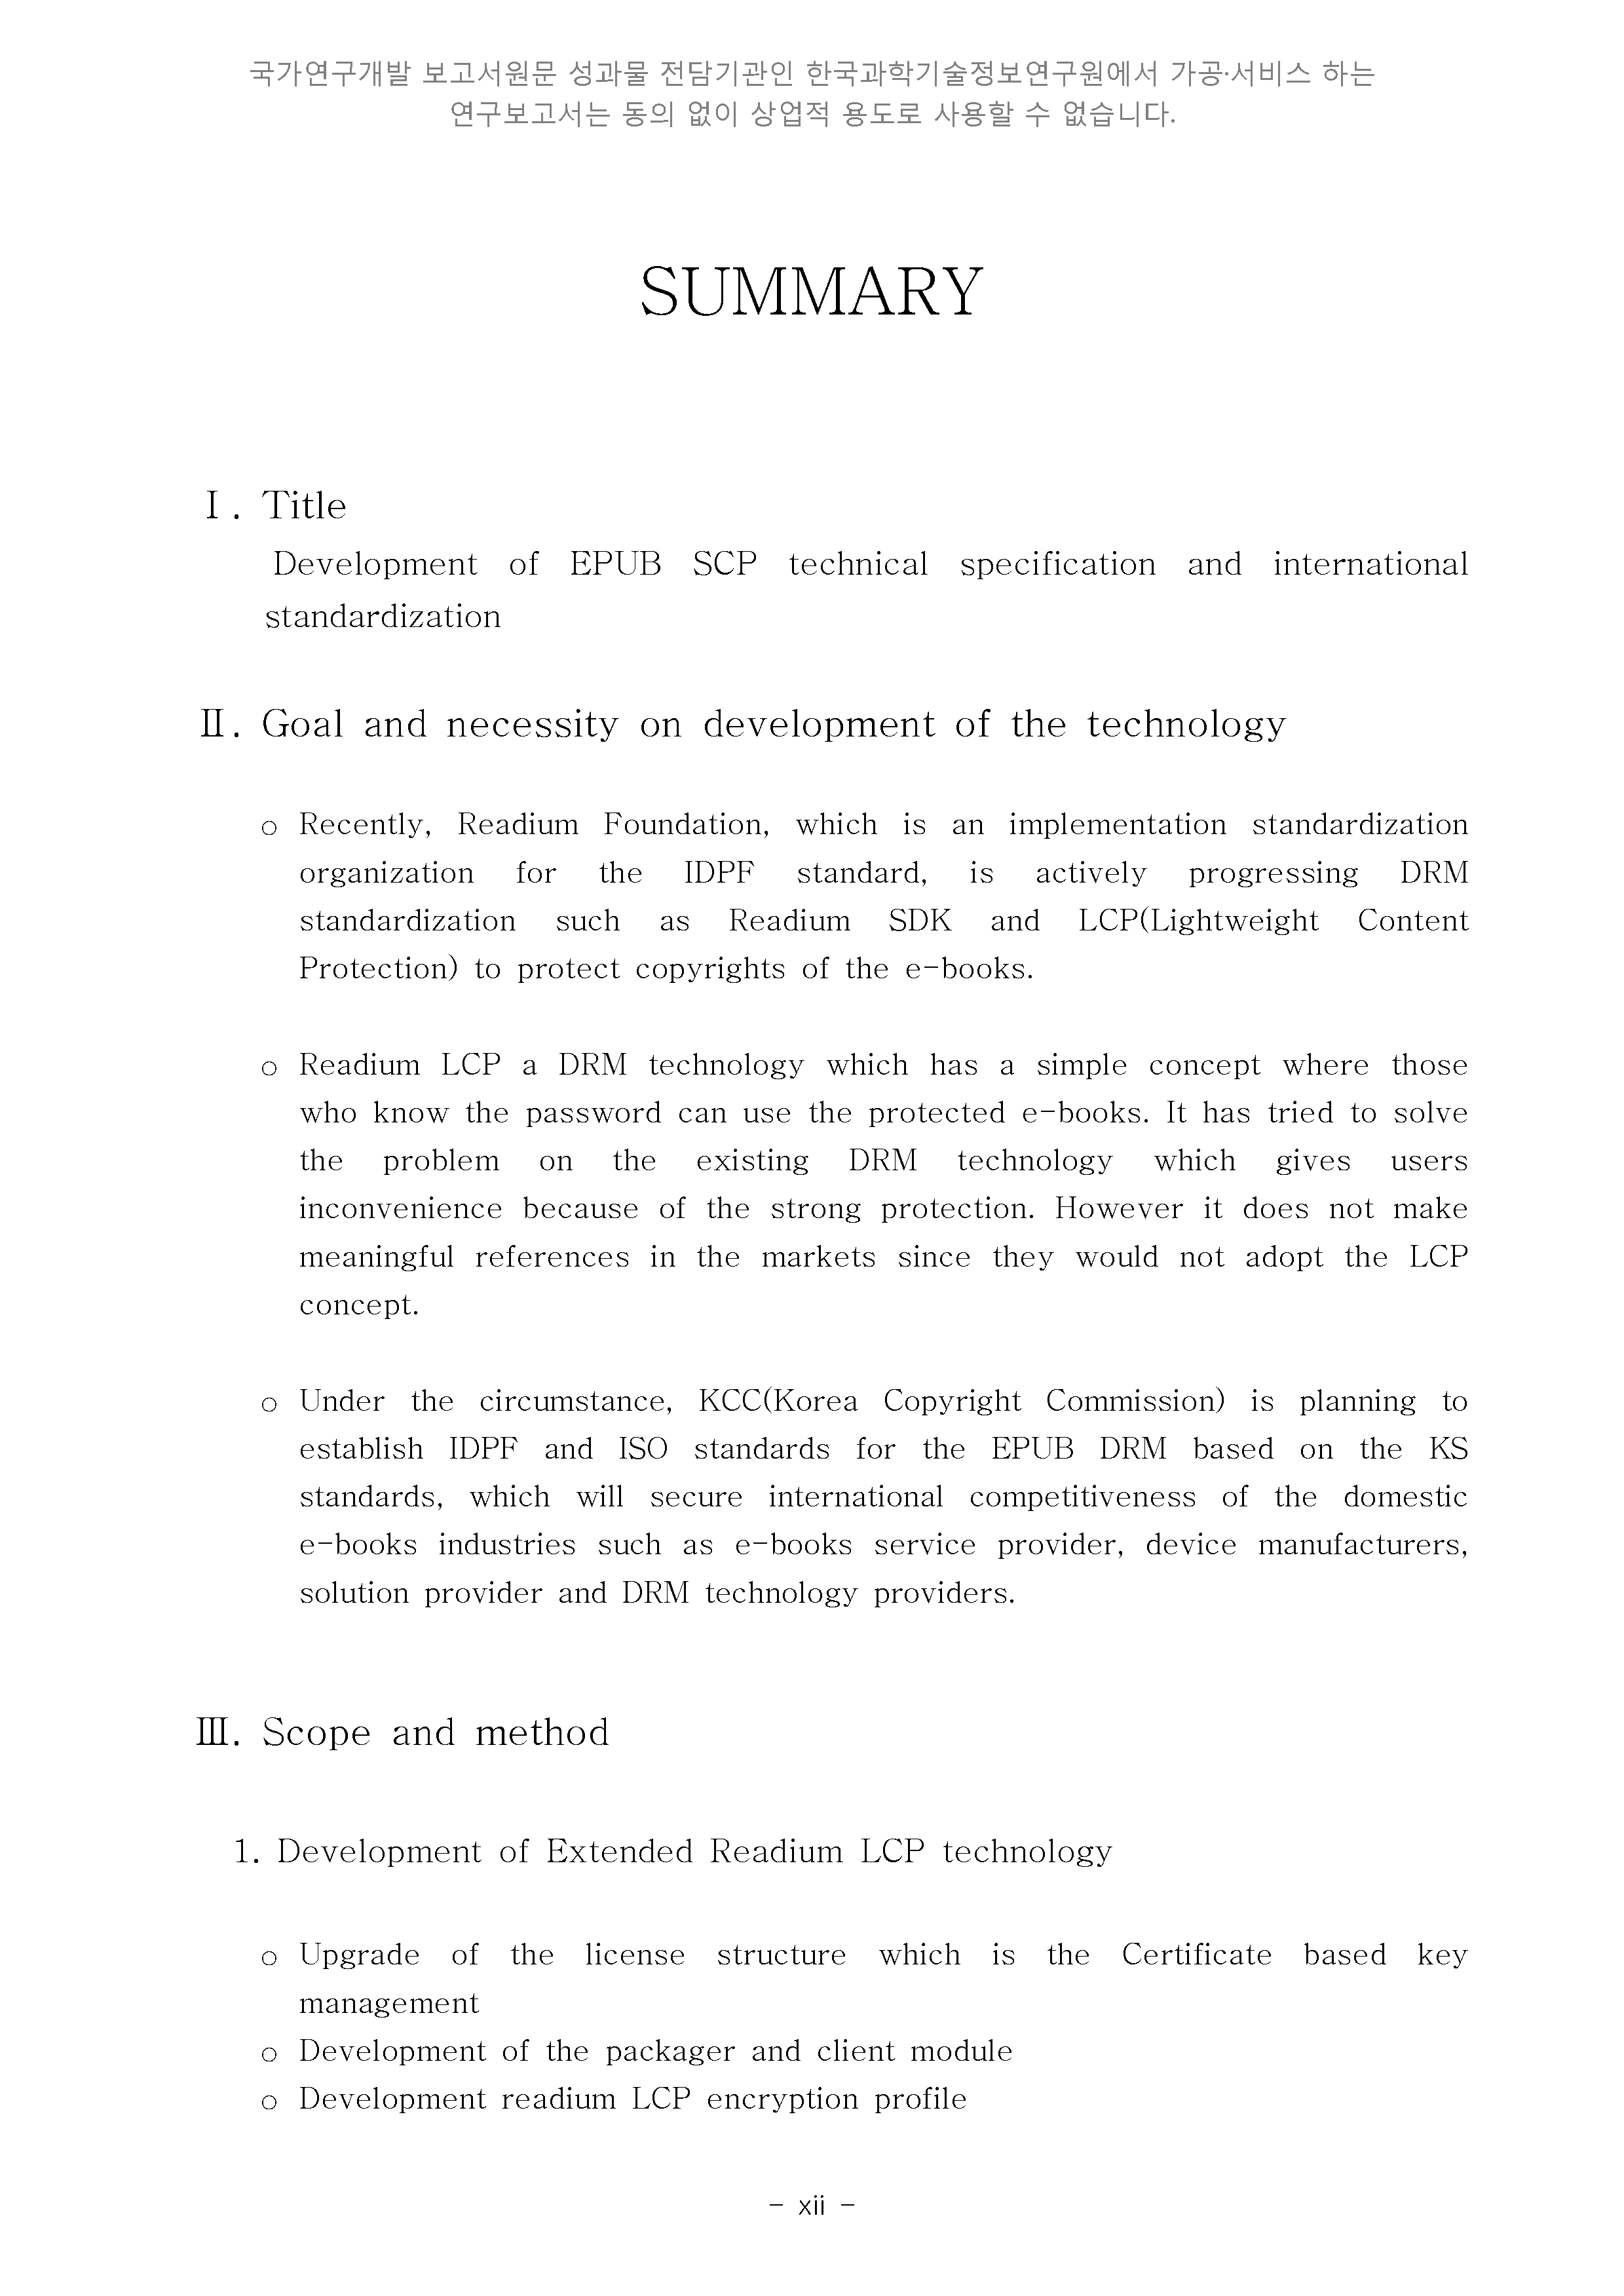 국가연구개발 보고서원문 성과물 전담기관인 한국과학기술정보연구원에서 가공·서비스 하는
연구보고서는 동의 없이 상업적 용도로 사용할 수 없습니다.
SUMMARY
Ⅰ. Title
Development of EPUB SCP technical specification and international
standardization
Ⅱ. Goal and necessity on development of the technology
○ Recently, Readium Foundation, which is an implementation standardization
organization for the IDPF standard, is actively progressing DRM
standardization such as Readium SDK and LCP(Lightweight Content
Protection) to protect copyrights of the e-books.
○ Readium LCP a DRM technology which has a simple concept where those
who know the password can use the protected e-books. It has tried to solve
the problem on the existing DRM technology which gives users
inconvenience because of the strong protection. However it does not make
meaningful references in the markets since they would not adopt the LCP
concept.
○ Under the circumstance, KCC(Korea Copyright Commission) is planning to
establish IDPF and ISO standards for the EPUB DRM based on the KS
standards, which will secure international competitiveness of the domestic
e-books industries such as e-books service provider, device manufacturers,
solution provider and DRM technology providers.
Ⅲ. Scope and method
1. Development of Extended Readium LCP technology
○ Upgrade of the license structure which is the Certificate based key
management
○ Development of the packager and client module
○ Development readium LCP encryption profile
- xii -